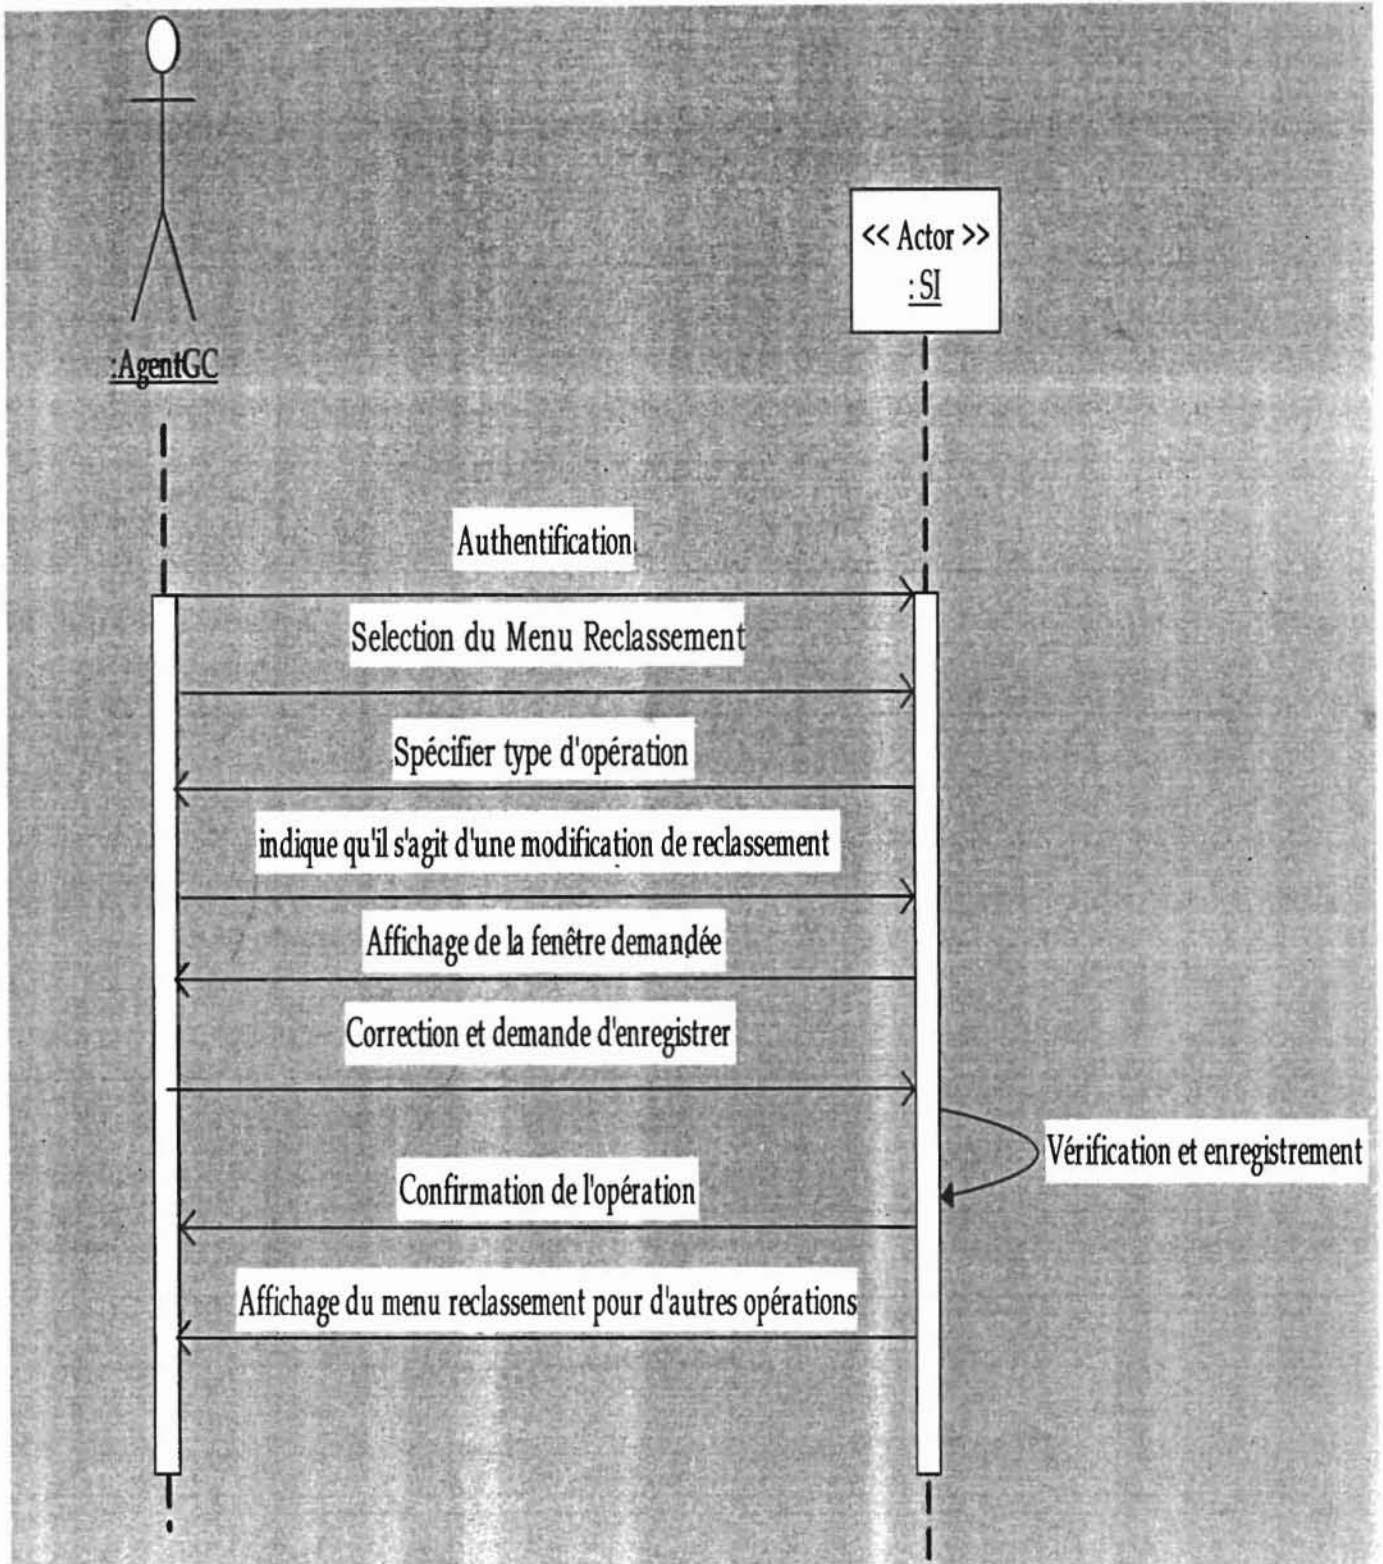 << Actor >>
: SI
:AgentGC
Authentification
Selection du Menu Reclassement
Spécifier type d'opération
indique qu'il s'agit d'une modification de reclassement
Affichage de la fenêtre demandée
Correction et demande d'enregistrer
Vérification et enregistrement
Confirmation de l'opération
Affichage du menu reclassement pour d'autres opérations